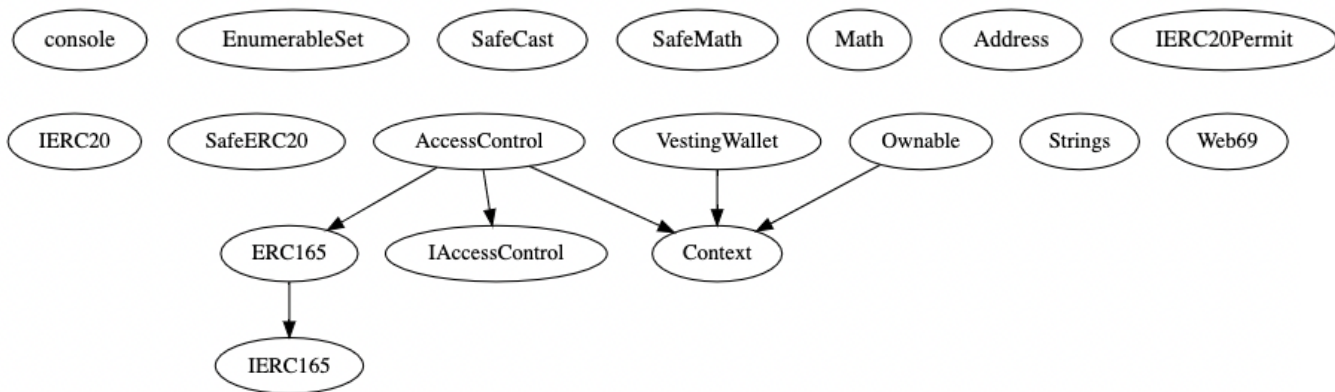 console EnumerableSet SafeCast SafeMath Math Address IERC20Permit
IERC20 SafeERC20 AccessControl VestingWallet Ownable Strings Web69
ERC165 IAccessControl Context
IERC165